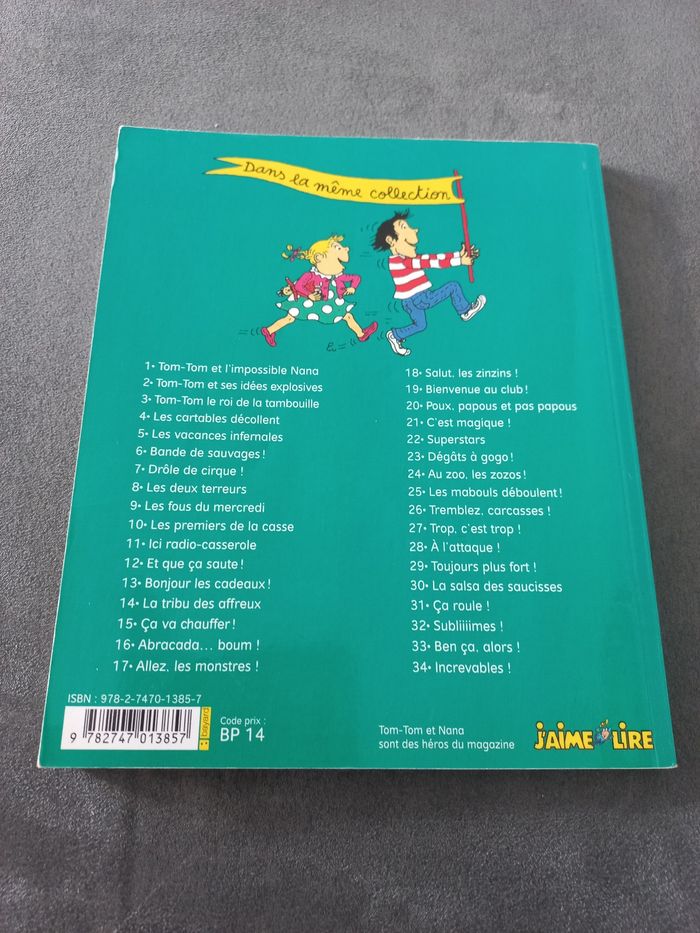 Dans la même collection
1• Tom-Tom et l'impossible Nana
2• Tom-Tom et ses idées explosives
3• Tom-Tom le roi de la tambouille
4• Les cartables décollent
5• Les vacances infernales
6• Bande de sauvages !
7• Drôle de cirque !
8• Les deux terreurs
9• Les fous du mercredi
10• Les premiers de la casse
11• Ici radio-casserole
12• Et que ça saute !
13• Bonjour les cadeaux !
14• La tribu des affreux
15• Ça va chauffer !
16• Abracada... boum !
17• Allez, les monstres !
18• Salut, les zinzins !
19• Bienvenue au club !
20• Poux, papous et pas papous
21• C'est magique !
22• Superstars
23• Dégâts à gogo !
24• Au zoo, les zozos !
25• Les mabouls déboulent !
26• Tremblez, carcasses !
27• Trop, c'est trop !
28• À l'attaque !
29• Toujours plus fort !
30• La salsa des saucisses
31• Ça roule !
32• Subliiiimes !
33• Ben ça, alors !
34• Increvables !
ISBN : 978-2-7470-1385-7
9 782747 013857
bayard
Code prix :
BP 14
Tom-Tom et Nana
sont des héros du magazine
J'AIME LIRE